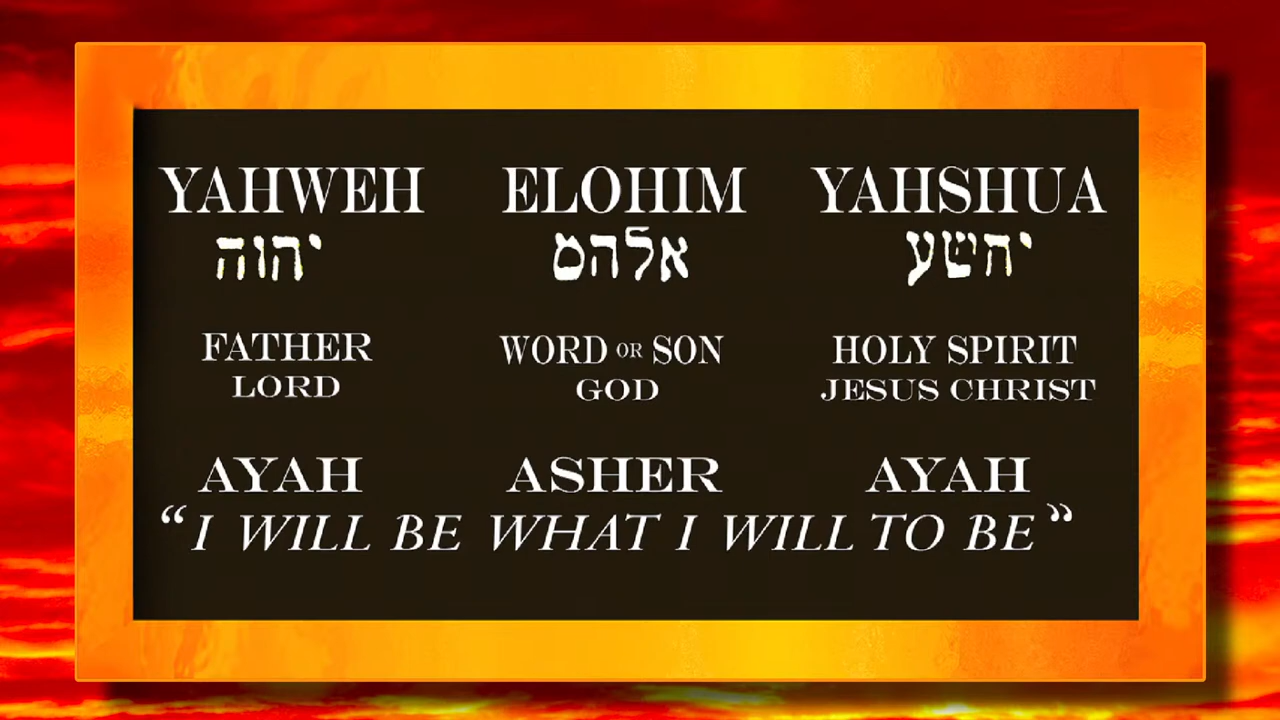 YAHWEH ELOHIM YAHSHUA
יהוה אלהם יהשע
FATHER WORD OR SON HOLY SPIRIT
LORD GOD JESUS CHRIST
AYAH ASHER AYAH
“I WILL BE WHAT I WILL TO BE”